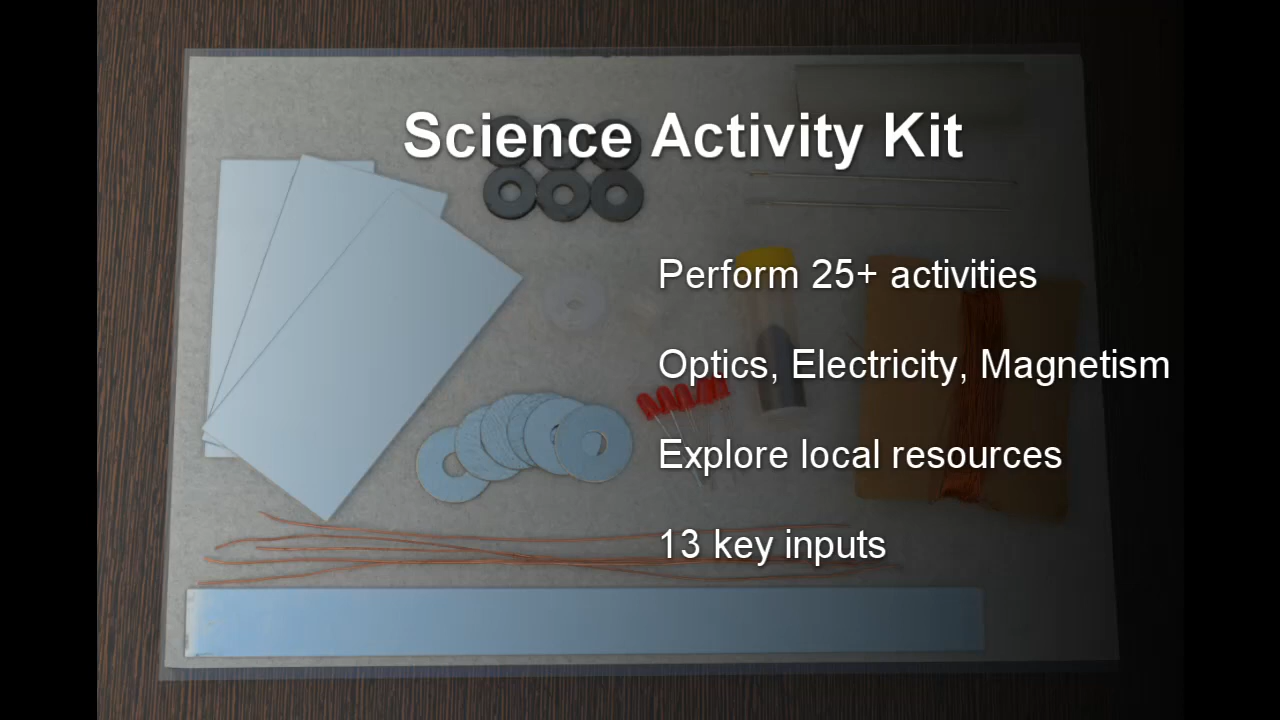 Science Activity Kit
Perform 25+ activities
Optics, Electricity, Magnetism
Explore local resources
13 key inputs